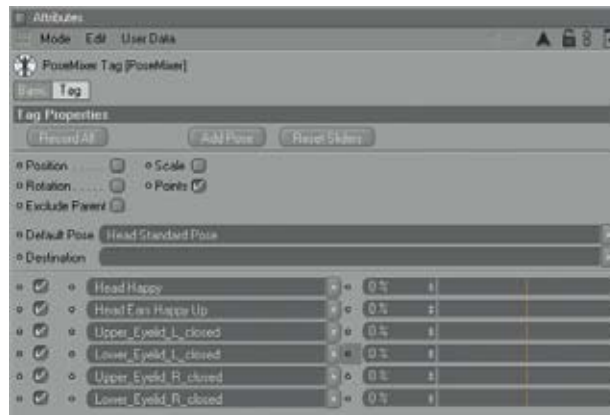 Attributes
Mode Edit User Data
PoseMixer Tag [PoseMixer]
Basic Tag
Tag Properties
Record All Add Pose Reset Sliders
Position Scale
Rotation Points
Exclude Parent
Default Pose Head Standard Pose
Destination
Head Happy 0 %
Head Ears Happy Up 0 %
Upper_Eyelid_L_closed 0 %
Lower_Eyelid_L_closed 0 %
Upper_Eyelid_R_closed 0 %
Lower_Eyelid_R_closed 0 %